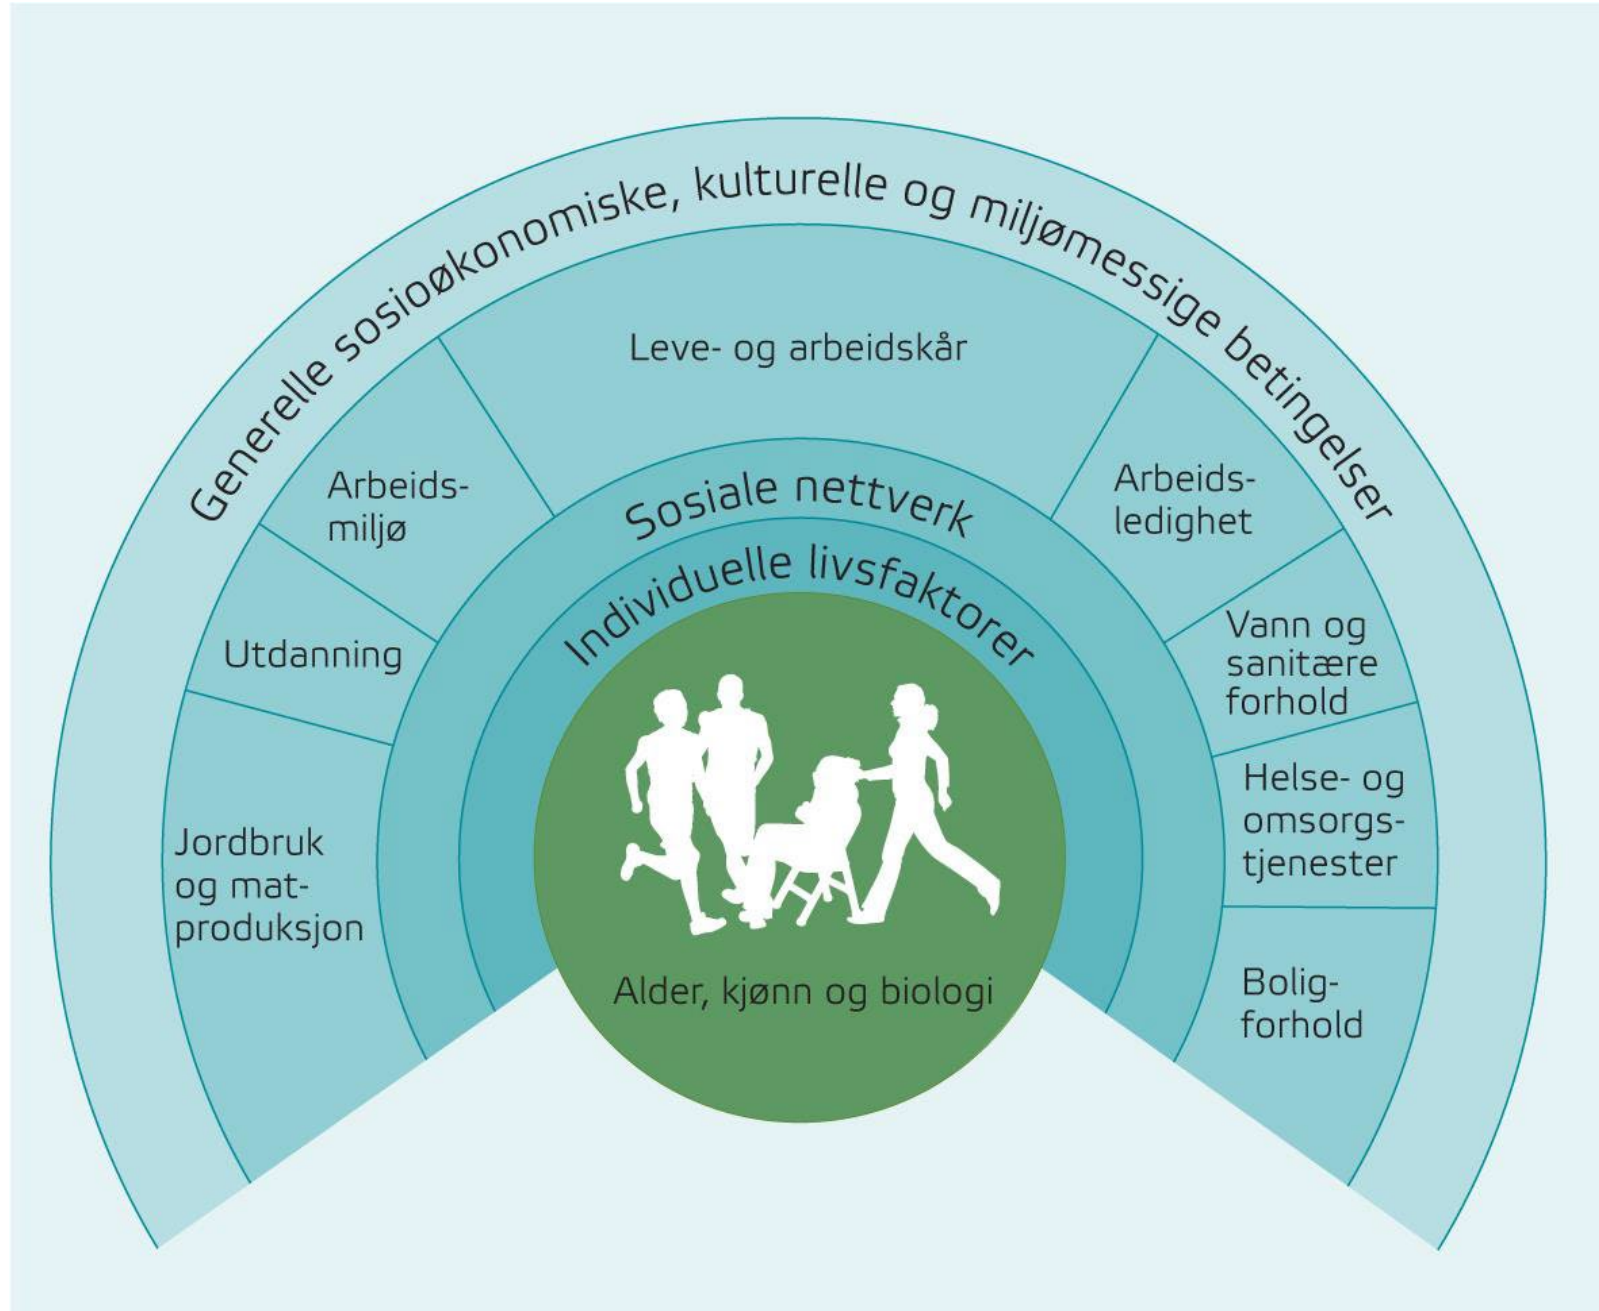 Generelle sosioøkonomiske, kulturelle og miljømessige betingelser
Leve- og arbeidskår
Arbeids-
miljø
Utdanning
Jordbruk
og mat-
produksjon
Arbeids-
ledighet
Vann og
sanitære
forhold
Helse- og
omsorgs-
tjenester
Bolig-
forhold
Sosiale nettverk
Individuelle livsfaktorer
Alder, kjønn og biologi